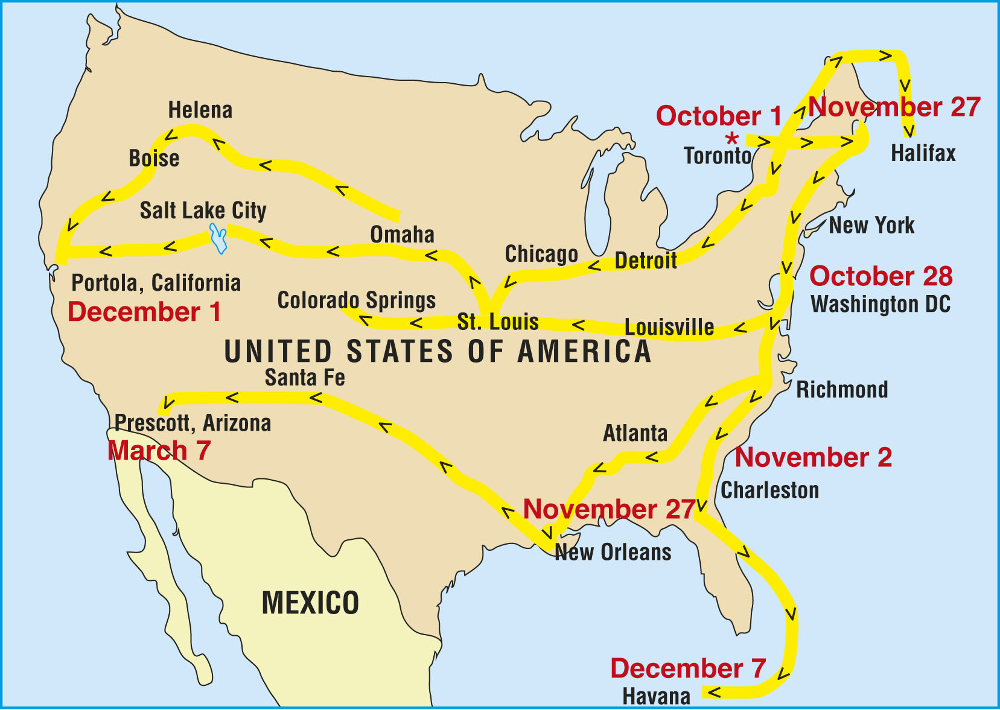 Helena
October 1
November 27
*
Toronto
Halifax
Boise
Salt Lake City
Omaha
New York
Chicago
Detroit
October 28
Washington DC
Portola, California
December 1
Colorado Springs
St. Louis
Louisville
UNITED STATES OF AMERICA
Santa Fe
Richmond
Prescott, Arizona
March 7
Atlanta
November 2
Charleston
November 27
New Orleans
MEXICO
December 7
Havana